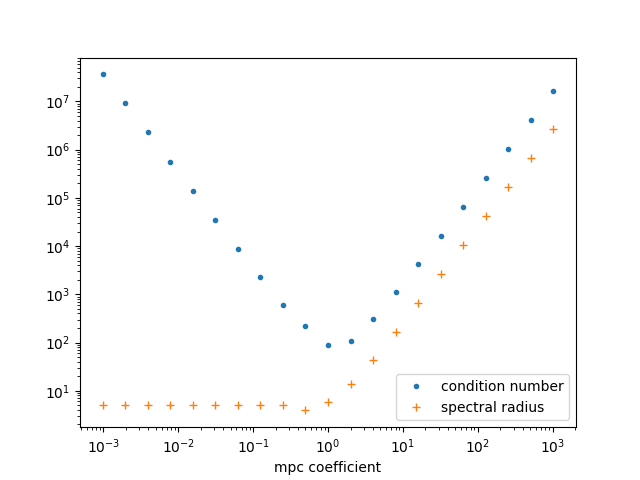 10⁷
10⁶
10⁵
10⁴
10³
10²
10¹
10⁻³ 10⁻² 10⁻¹ 10⁰ 10¹ 10² 10³
mpc coefficient
condition number
spectral radius